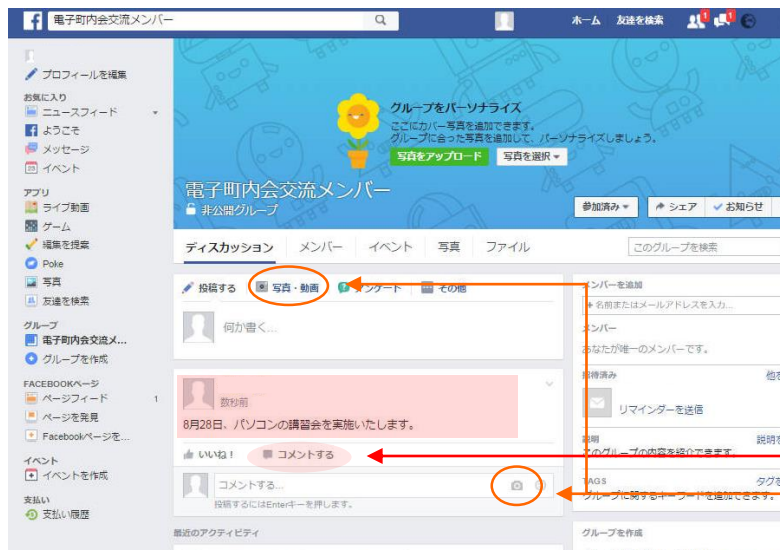 電子町内会交流メンバー
ホーム 友達を検索 1 1
プロフィールを編集
お気に入り
ニュースフィード
ようこそ
メッセージ
イベント
アプリ
ライブ動画
ゲーム
編集を提案
Poke
写真
友達を検索
グループ
電子町内会交流メ...
グループを作成
FACEBOOKページ
ページフィード 1
ページを発見
Facebookページを...
イベント
イベントを作成
支払い
支払い履歴
グループをパーソナライズ
ここにカバー写真を追加できます。
グループに合った写真を追加して、パーソナライズしましょう。
写真をアップロード 写真を選択
電子町内会交流メンバー
非公開グループ
参加済み シェア お知らせ
ディスカッション メンバー イベント 写真 ファイル
このグループを検索
投稿する 写真・動画 アンケート その他
何か書く...
数秒前
8月28日、パソコンの講習会を実施いたします。
いいね! コメントする
コメントする...
投稿するにはEnterキーを押します。
最近のアクティビティ
メンバーを追加
+ 名前またはメールアドレスを入力...
メンバー
あなたが唯一のメンバーです。
招待済み 他を
リマインダーを送信
説明 説明を
このグループの内容を紹介できます。
TAGS タグを
グループに関するキーワードを追加できます。
グループを作成